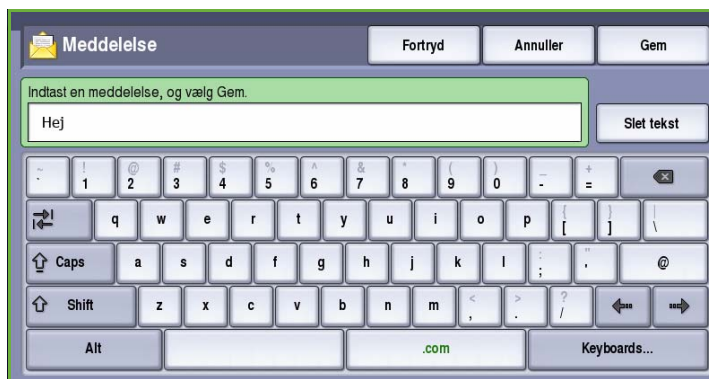 Meddelelse Fortryd Annuller Gem
Indtast en meddelelse, og vælg Gem.
Hej Slet tekst
~ ! @ # $ % ^ & * ( ) _ +
` 1 2 3 4 5 6 7 8 9 0 - =
q w e r t y u i o p { [ } ] | \
Caps a s d f g h j k l : ; " ' @
Shift z x c v b n m < , > . ? /
Alt .com Keyboards...